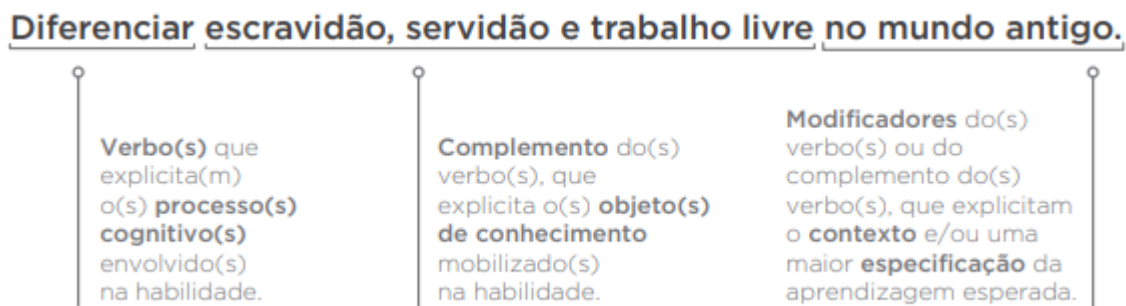 Diferenciar escravidão, servidão e trabalho livre no mundo antigo.
Verbo(s) que
explicita(m)
o(s) processo(s)
cognitivo(s)
envolvido(s)
na habilidade.
Complemento do(s)
verbo(s), que
explicita o(s) objeto(s)
de conhecimento
mobilizado(s)
na habilidade.
Modificadores do(s)
verbo(s) ou do
complemento do(s)
verbo(s), que explicitam
o contexto e/ou uma
maior especificação da
aprendizagem esperada.